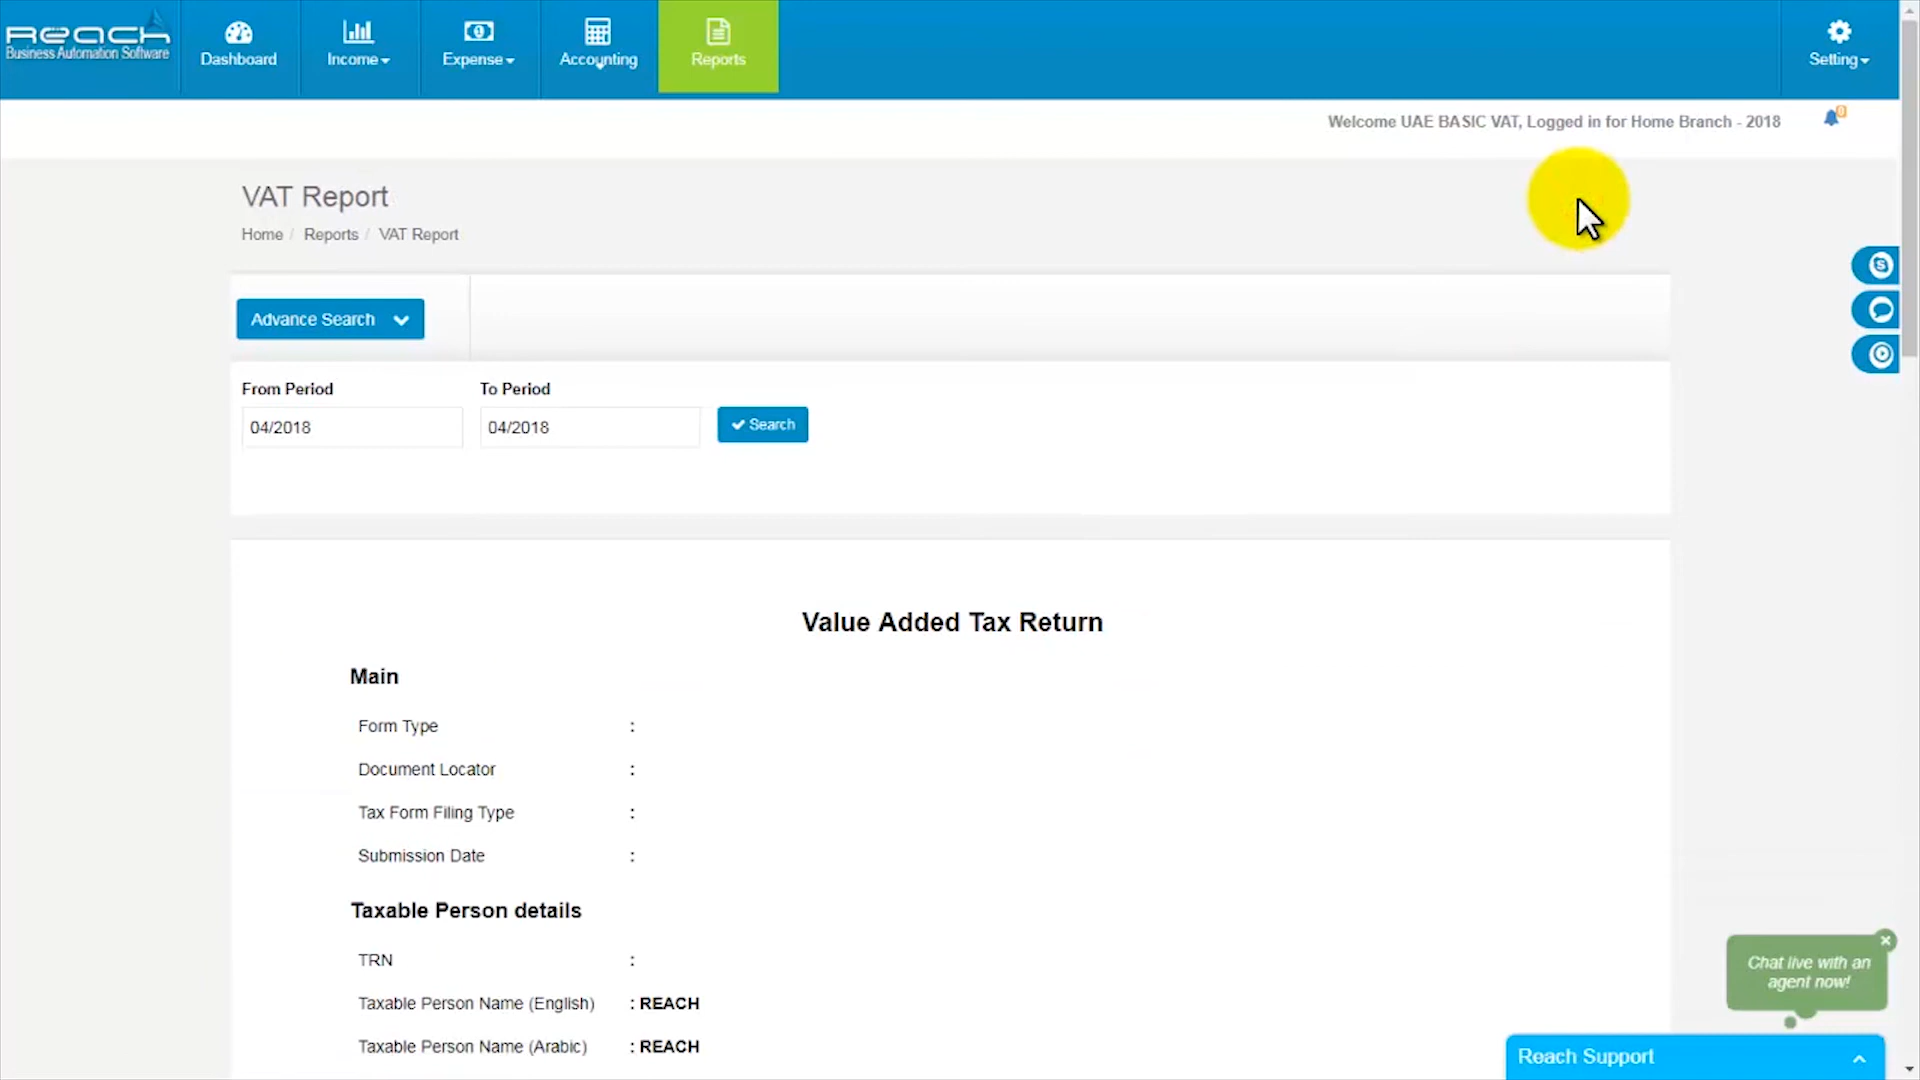 Reach
Business Automation Software
Dashboard
Income
Expense
Accounting
Reports
Setting
Welcome UAE BASIC VAT, Logged in for Home Branch - 2018
0
VAT Report
Home / Reports / VAT Report
Advance Search
From Period
To Period
04/2018
04/2018
Search
Value Added Tax Return
Main
Form Type :
Document Locator :
Tax Form Filing Type :
Submission Date :
Taxable Person details
TRN :
Taxable Person Name (English) : REACH
Taxable Person Name (Arabic) : REACH
Chat live with an
agent now!
Reach Support